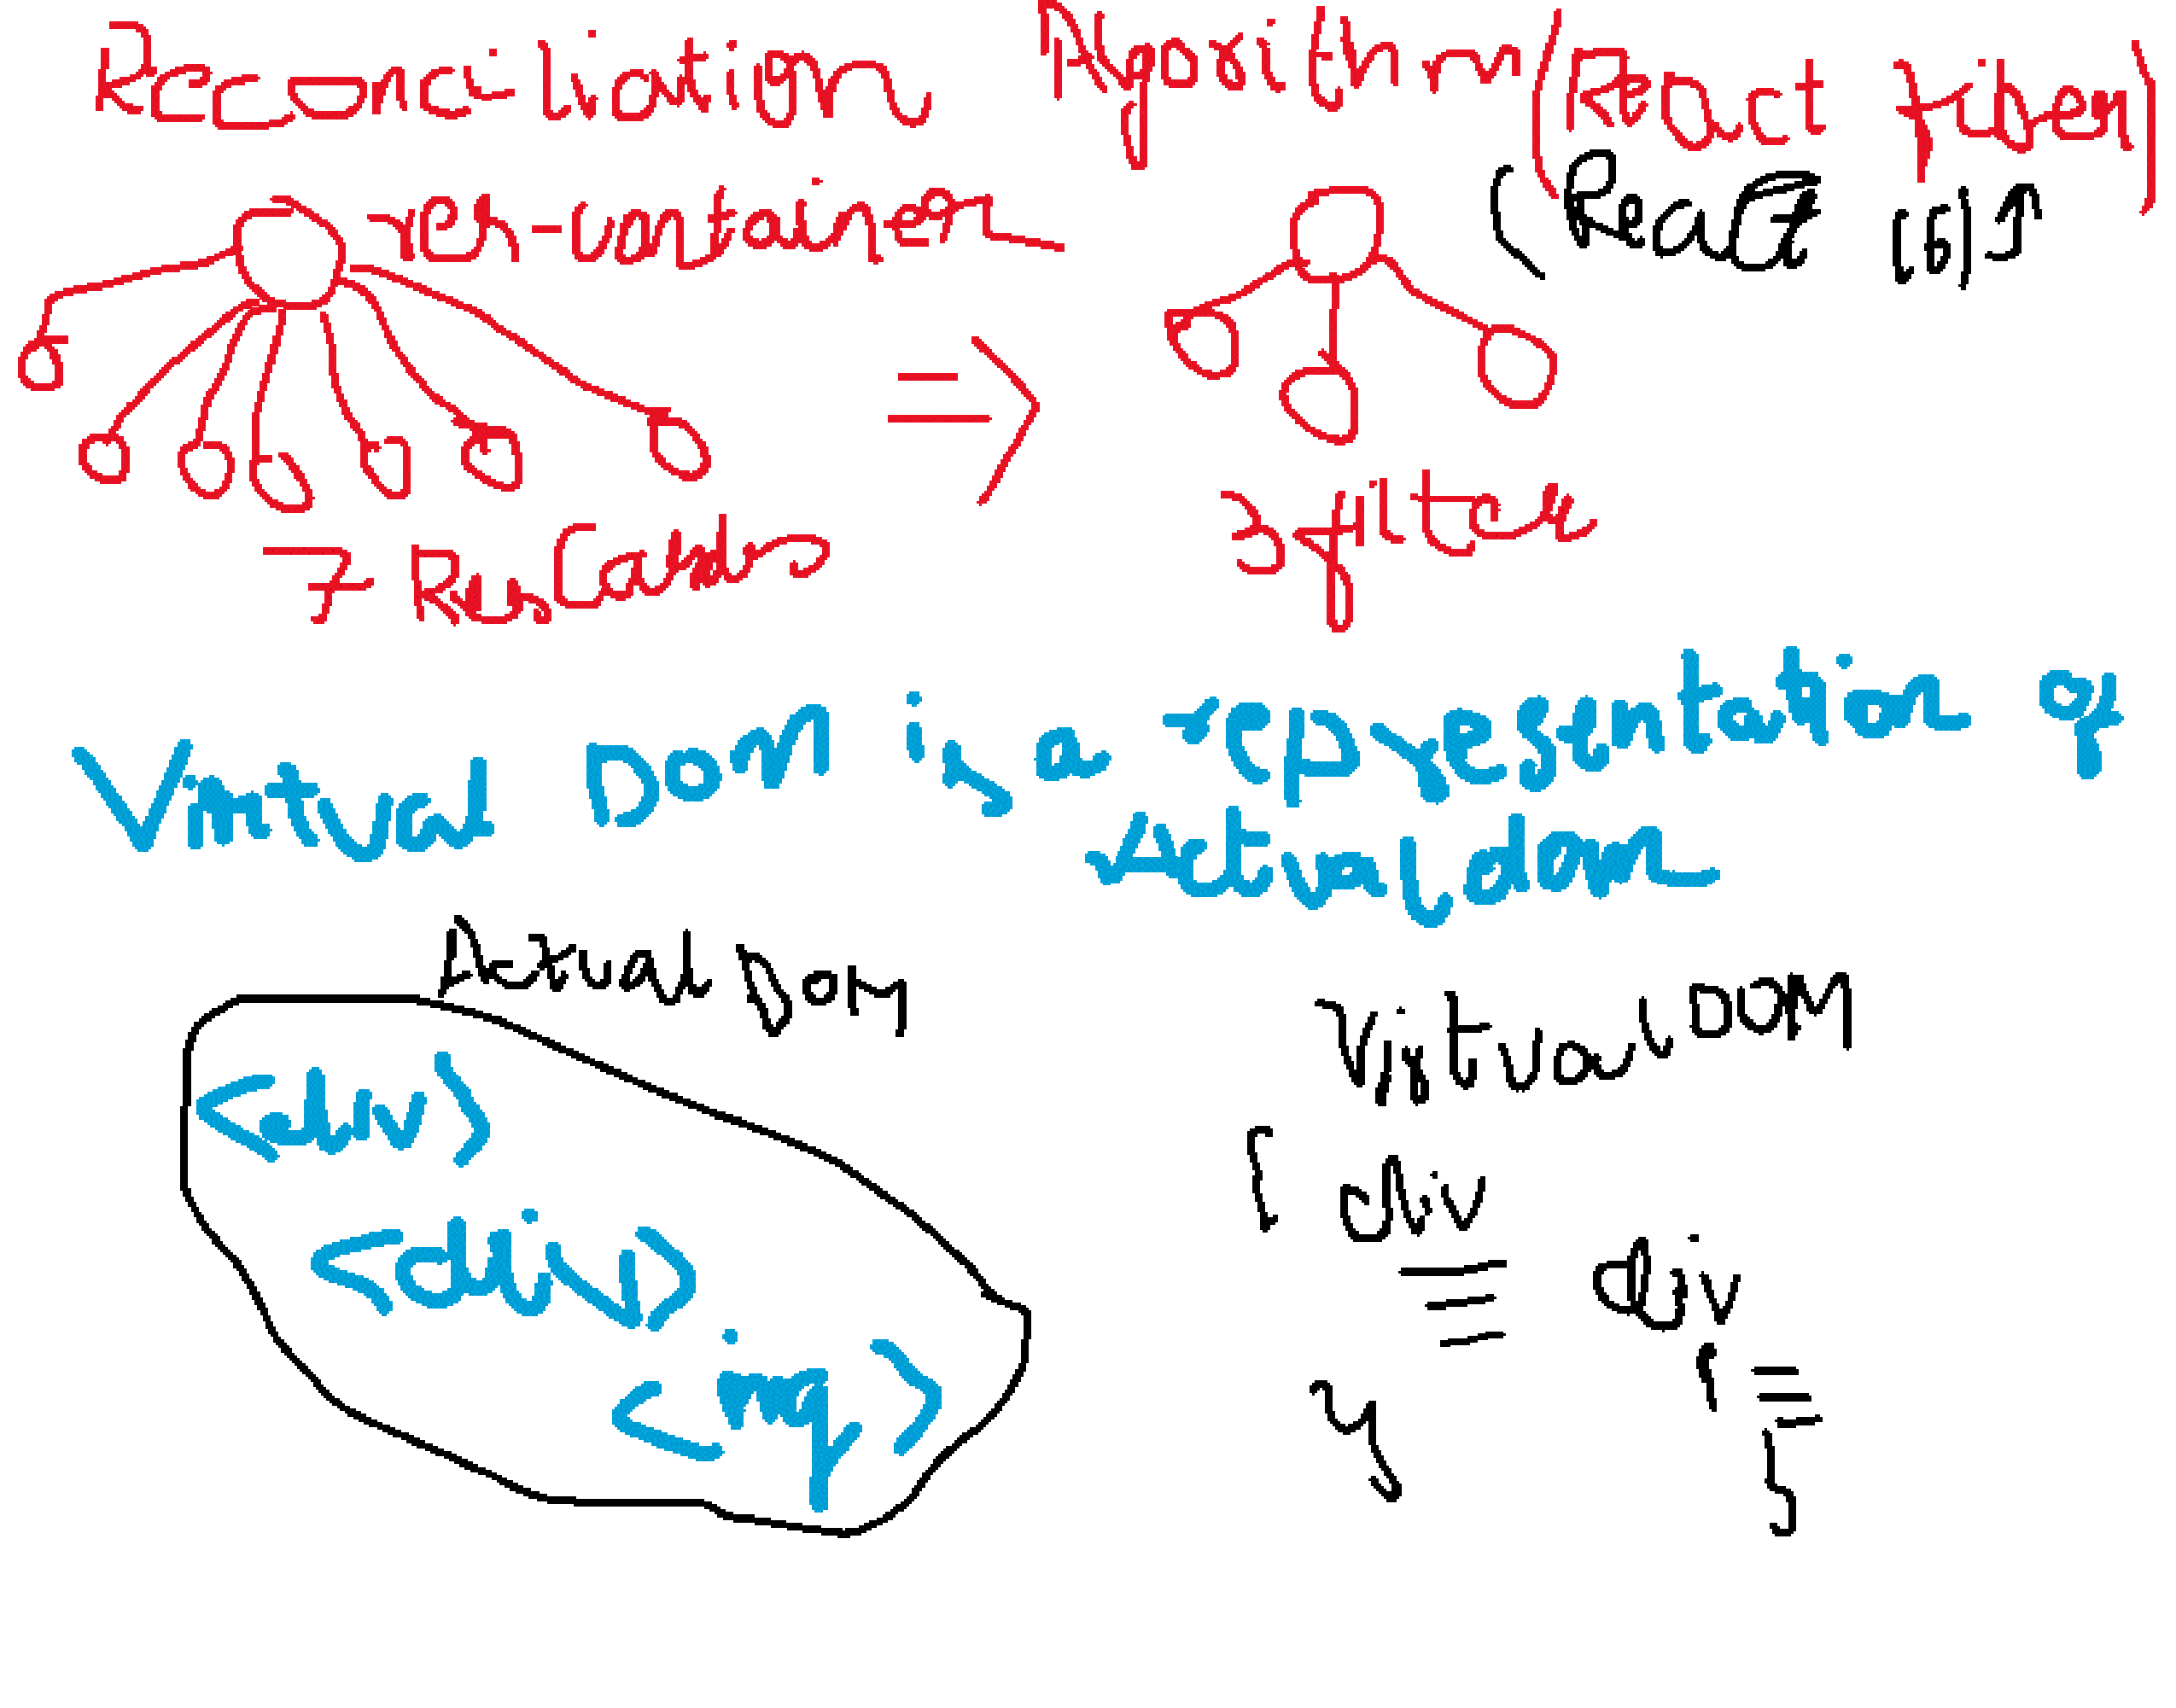 Reconciliation Algorithm (React fiber)
(React 16) ↑
res-container
7 ResCards
3 filter
Virtual DOM is a representation of
Actual dom
Actual DOM
<div>
<div>
<img>
Virtual DOM
{ div
div
}
{
}